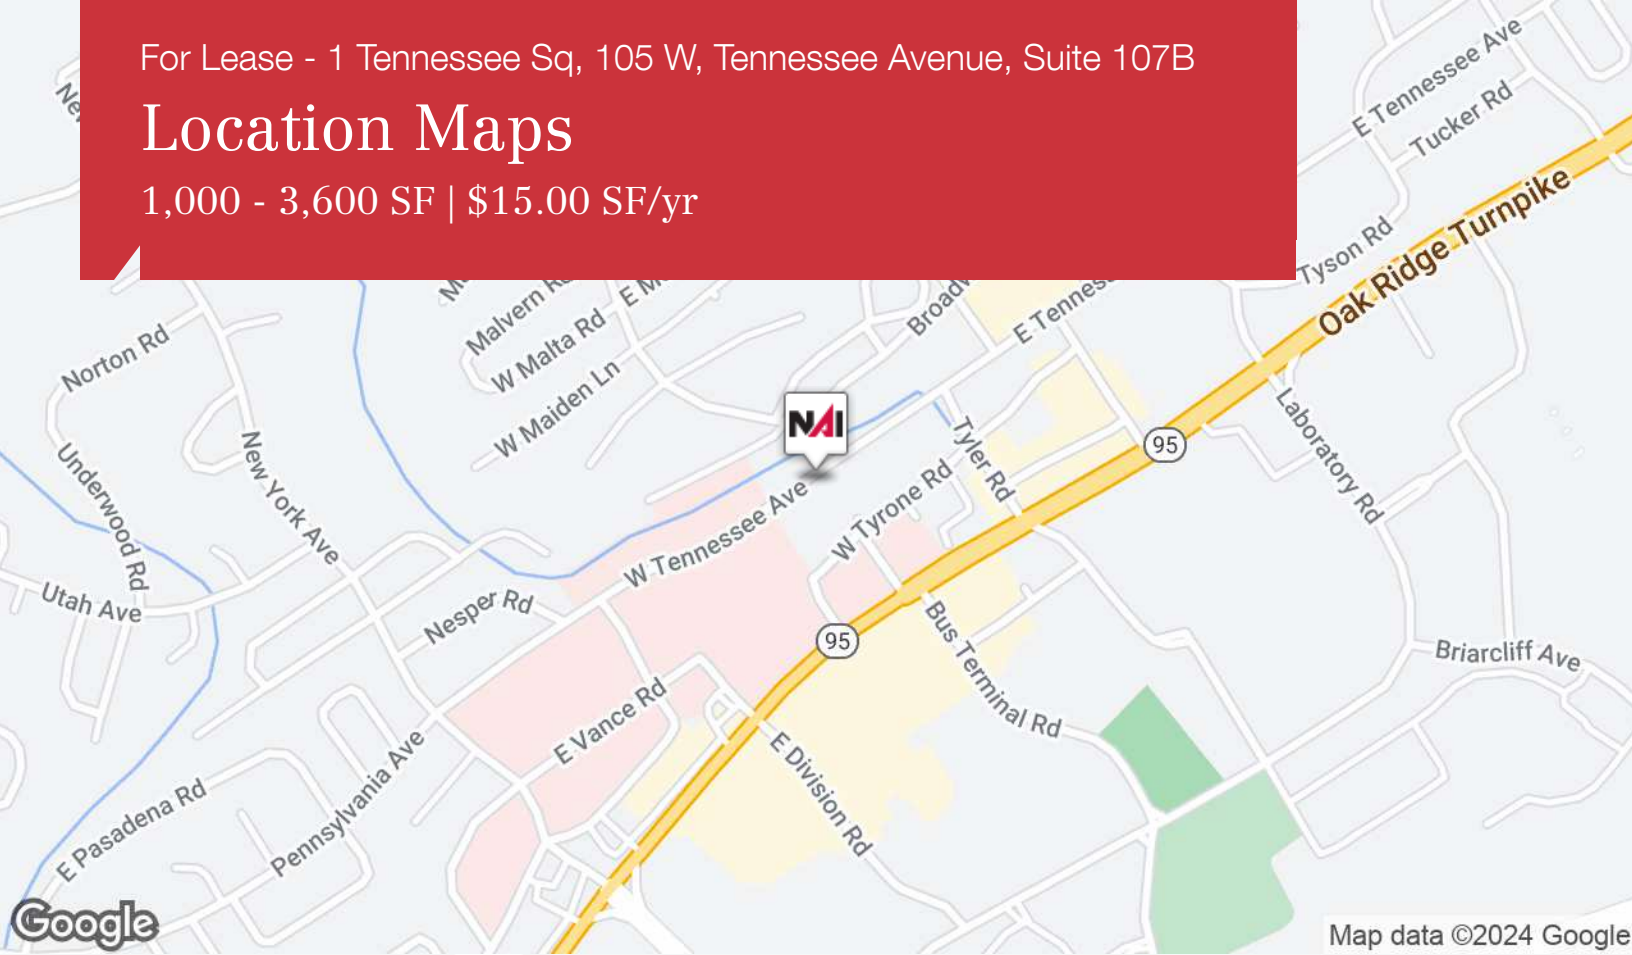 For Lease - 1 Tennessee Sq, 105 W, Tennessee Avenue, Suite 107B
Location Maps
1,000 - 3,600 SF | $15.00 SF/yr
E Tennessee Ave
Tucker Rd
Oak Ridge Turnpike
Tyson Rd
Malvern
W Malta Rd
E
W Maiden Ln
Norton Rd
E
NAI
95
Laboratory Rd
Tyler Rd
W Tyrone Rd
W Tennessee Ave
New York Ave
Underwood Rd
Utah Ave
Nesper Rd
95
Bus Terminal Rd
Briarcliff Ave
E Vance Rd
E Division Rd
Pennsylvania Ave
E Pasadena Rd
Google
Map data ©2024 Google